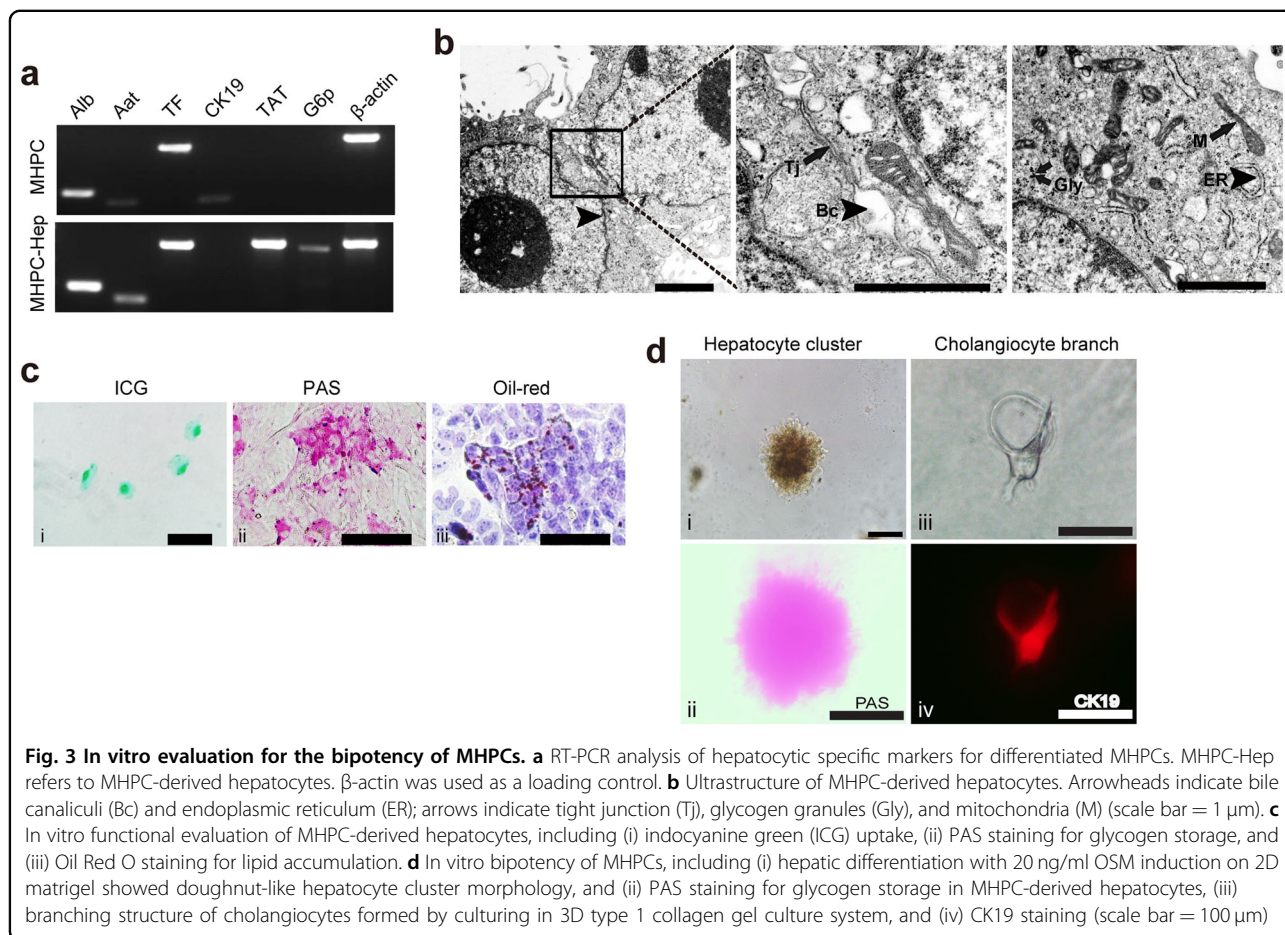 a
Alb Aat TF CK19 TAT G6p β-actin
MHPC
MHPC-Hep
b
Tj
Bc
Gly
M
ER
c
ICG PAS Oil-red
i ii iii
d
Hepatocyte cluster Cholangiocyte branch
i iii
PAS CK19
ii iv
Fig. 3 In vitro evaluation for the bipotency of MHPCs. a RT-PCR analysis of hepatocytic specific markers for differentiated MHPCs. MHPC-Hep
refers to MHPC-derived hepatocytes. β-actin was used as a loading control. b Ultrastructure of MHPC-derived hepatocytes. Arrowheads indicate bile
canaliculi (Bc) and endoplasmic reticulum (ER); arrows indicate tight junction (Tj), glycogen granules (Gly), and mitochondria (M) (scale bar = 1 μm). c
In vitro functional evaluation of MHPC-derived hepatocytes, including (i) indocyanine green (ICG) uptake, (ii) PAS staining for glycogen storage, and
(iii) Oil Red O staining for lipid accumulation. d In vitro bipotency of MHPCs, including (i) hepatic differentiation with 20 ng/ml OSM induction on 2D
matrigel showed doughnut-like hepatocyte cluster morphology, and (ii) PAS staining for glycogen storage in MHPC-derived hepatocytes, (iii)
branching structure of cholangiocytes formed by culturing in 3D type 1 collagen gel culture system, and (iv) CK19 staining (scale bar = 100 μm)